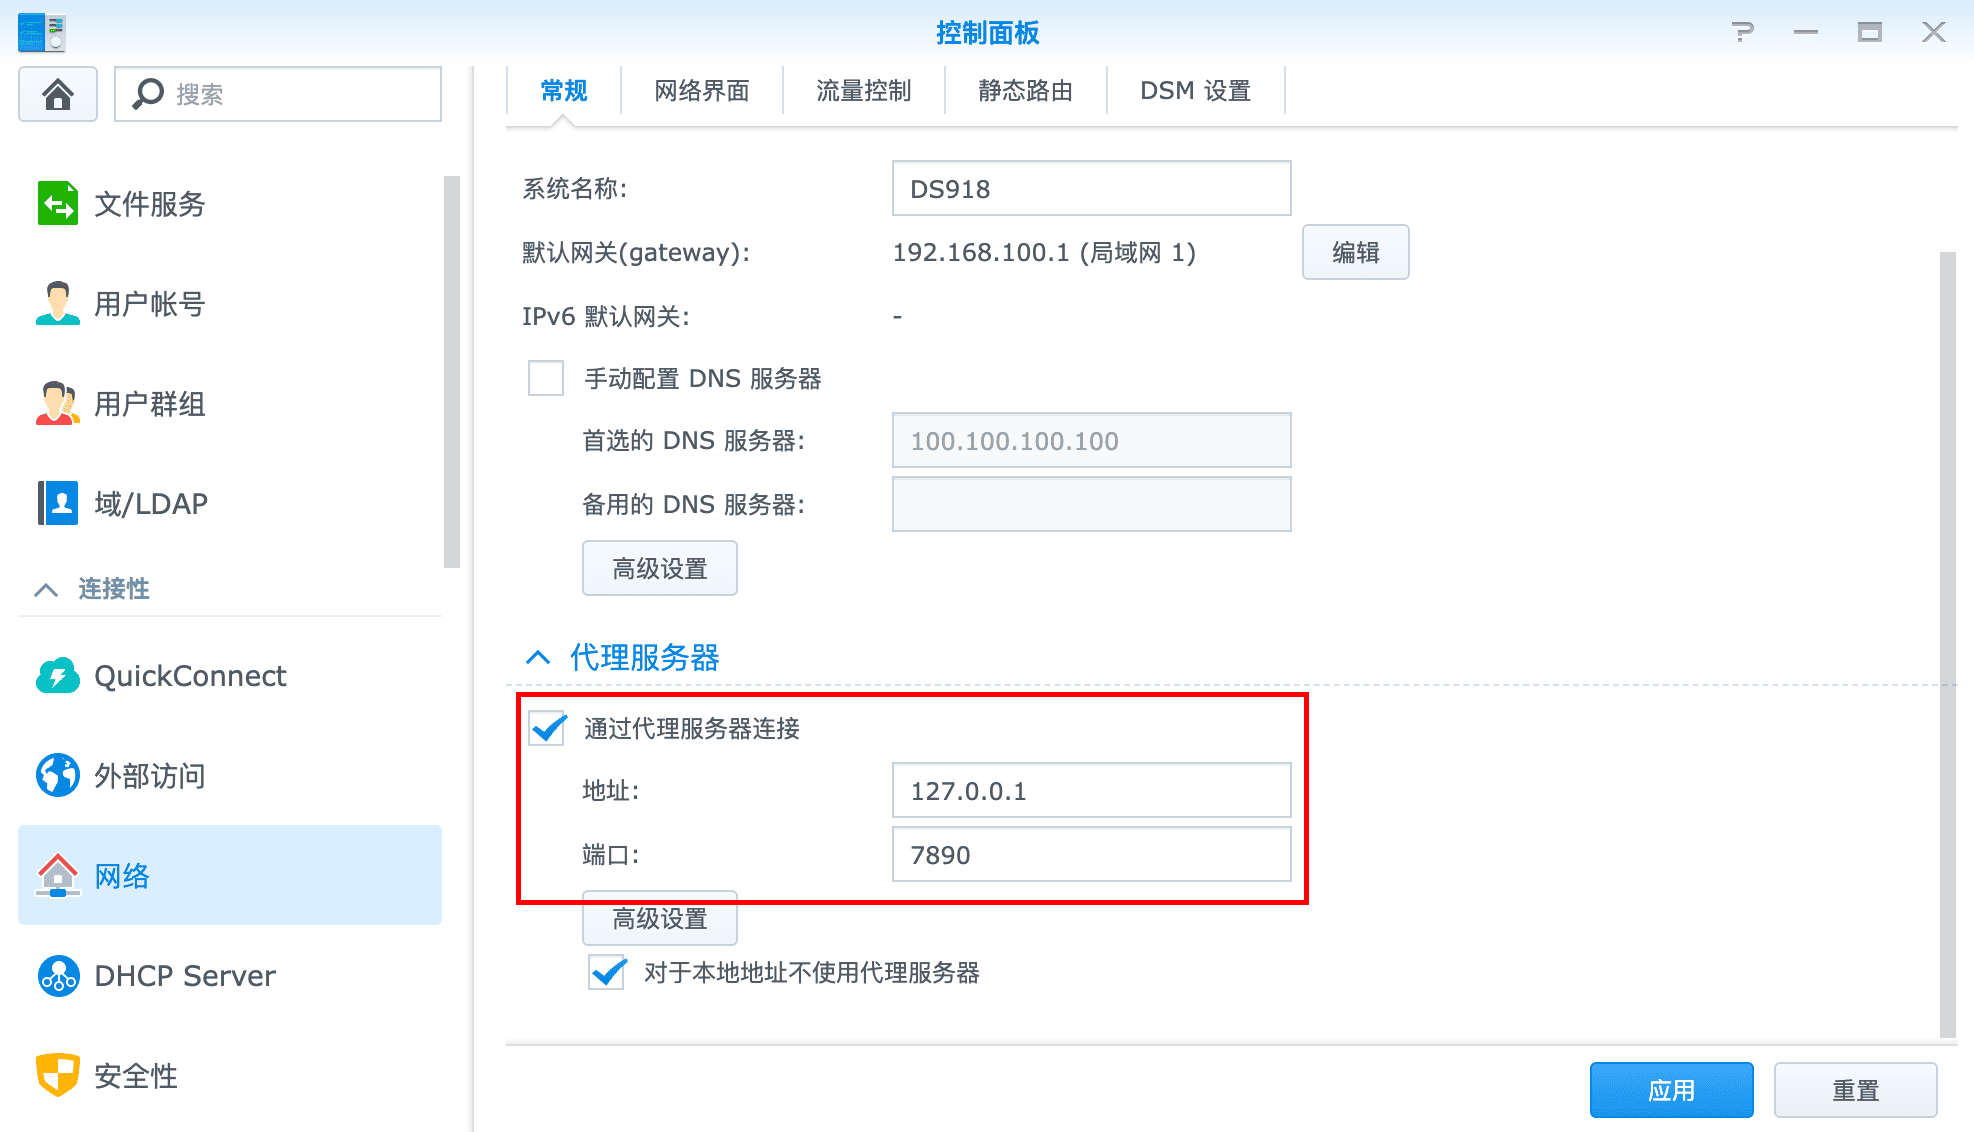 控制面板
搜索
常规 网络界面 流量控制 静态路由 DSM 设置
文件服务
用户帐号
用户群组
域/LDAP
连接性
QuickConnect
外部访问
网络
DHCP Server
安全性
系统名称: DS918
默认网关(gateway): 192.168.100.1 (局域网 1) 编辑
IPv6 默认网关: -
手动配置 DNS 服务器
首选的 DNS 服务器: 100.100.100.100
备用的 DNS 服务器:
高级设置
代理服务器
通过代理服务器连接
地址: 127.0.0.1
端口: 7890
高级设置
对于本地地址不使用代理服务器
应用 重置